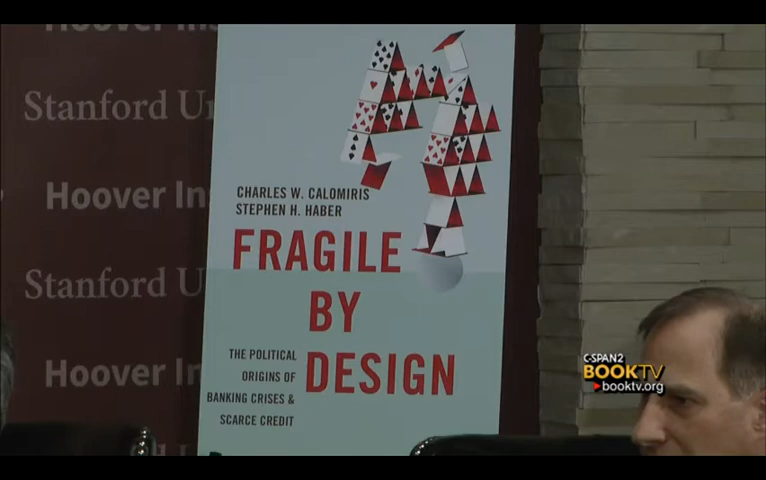 Hoover Ins
Stanford U
Hoover In
Stanford U
Hoover In
CHARLES W. CALOMIRIS
STEPHEN H. HABER
FRAGILE
BY
DESIGN
THE POLITICAL
ORIGINS OF
BANKING CRISES &
SCARCE CREDIT
C-SPAN2
BOOKTV
booktv.org